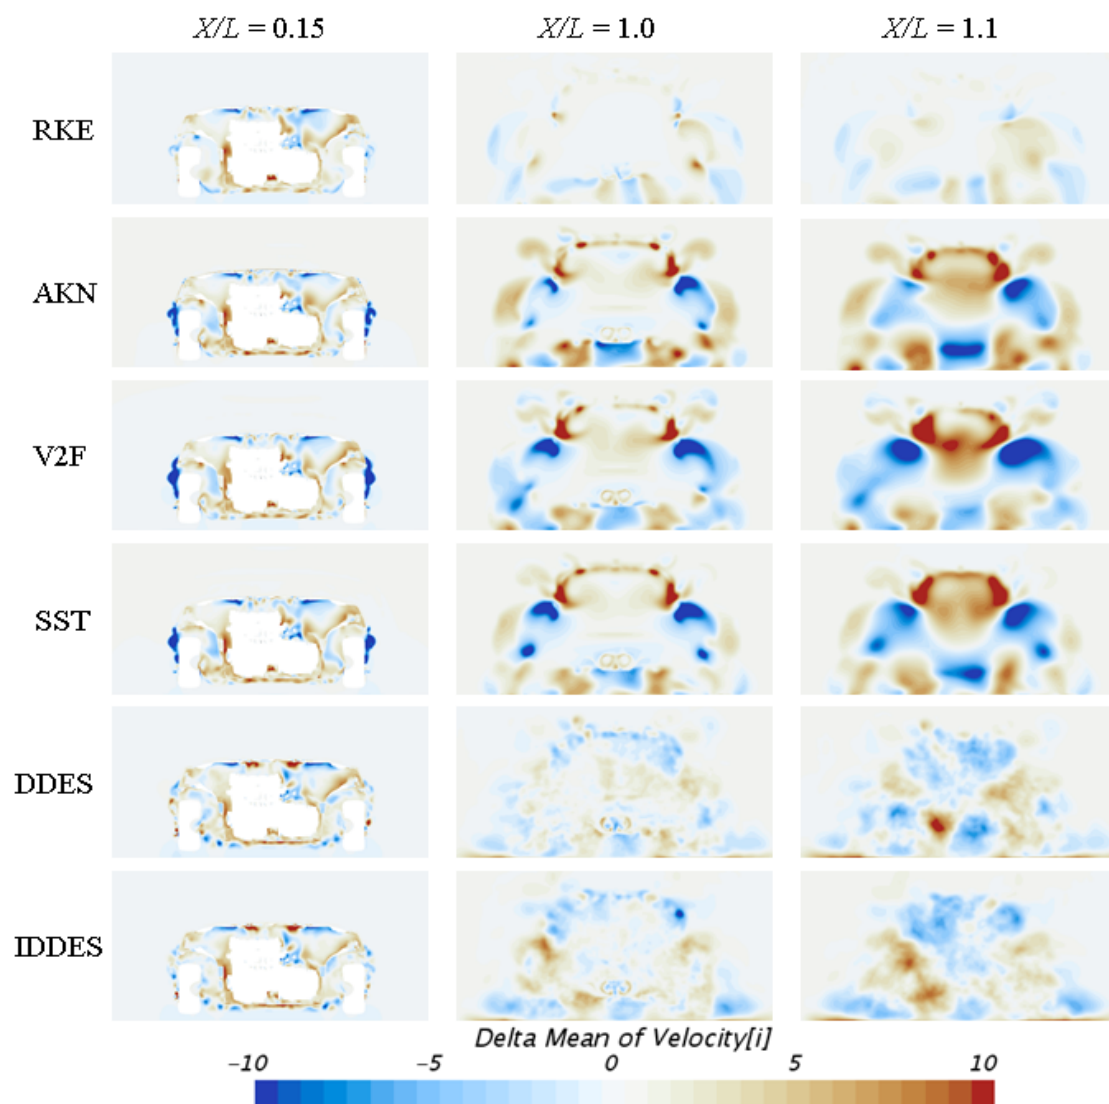 X/L = 0.15 X/L = 1.0 X/L = 1.1
RKE
AKN
V2F
SST
DDES
IDDES
Delta Mean of Velocity[i]
−10 −5 0 5 10